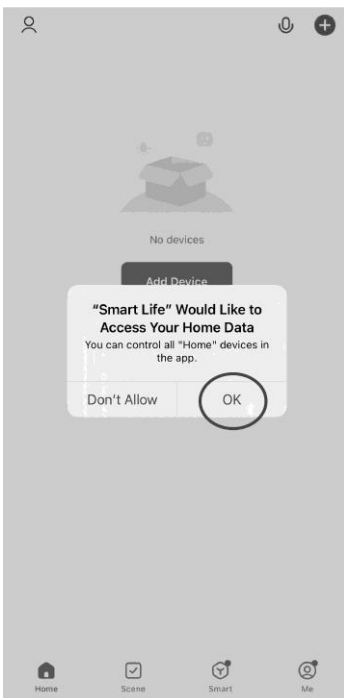 No devices
Add Device
“Smart Life” Would Like to
Access Your Home Data
You can control all "Home" devices in
the app.
Don't Allow
OK
Home
Scene
Smart
Me